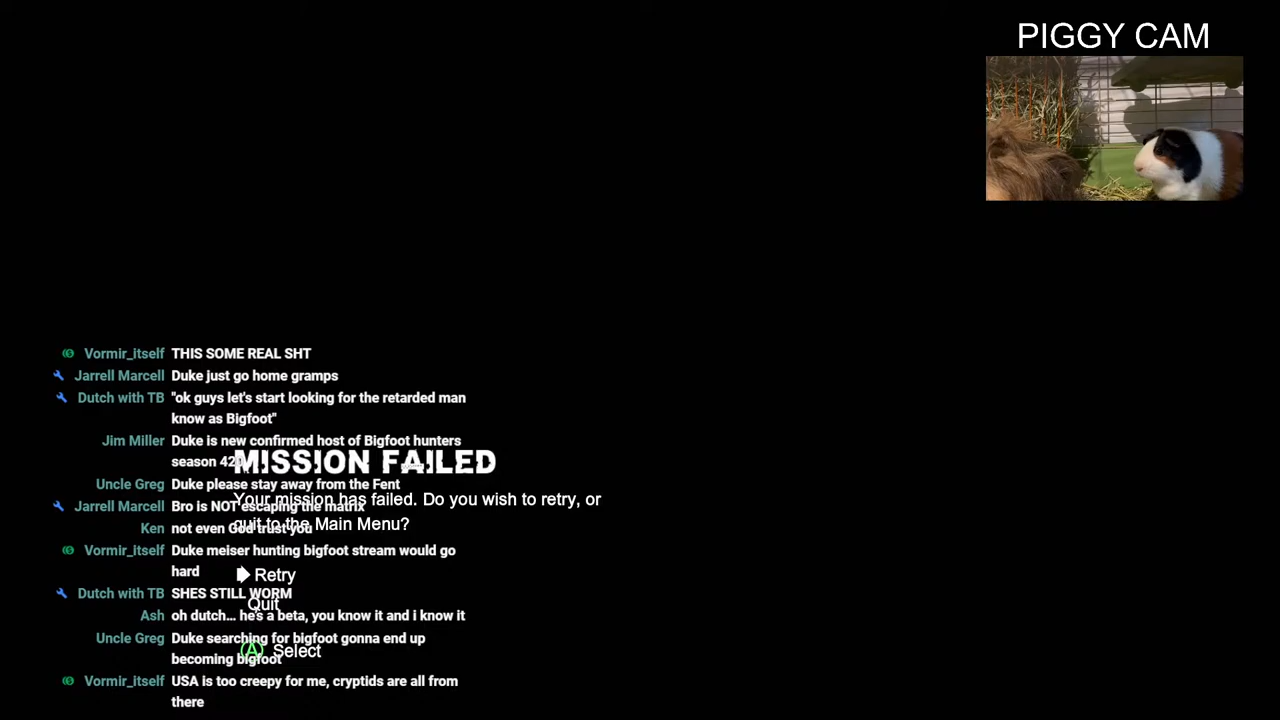 PIGGY CAM
Vormir_itself THIS SOME REAL SHT
Jarrell Marcell Duke just go home gramps
Dutch with TB "ok guys let's start looking for the retarded man
know as Bigfoot"
Jim Miller Duke is new confirmed host of Bigfoot hunters
season 420
MISSION FAILED
Uncle Greg Duke please stay away from the Fent
Your mission has failed. Do you wish to retry, or
Jarrell Marcell Bro is NOT escaping the matrix
quit to the Main Menu?
Ken not even God trust you
Vormir_itself Duke meiser hunting bigfoot stream would go
hard
Retry
Dutch with TB SHES STILL WORM
Quit
Ash oh dutch... he's a beta, you know it and i know it
Uncle Greg Duke searching for bigfoot gonna end up
becoming bigfoot
A Select
Vormir_itself USA is too creepy for me, cryptids are all from
there